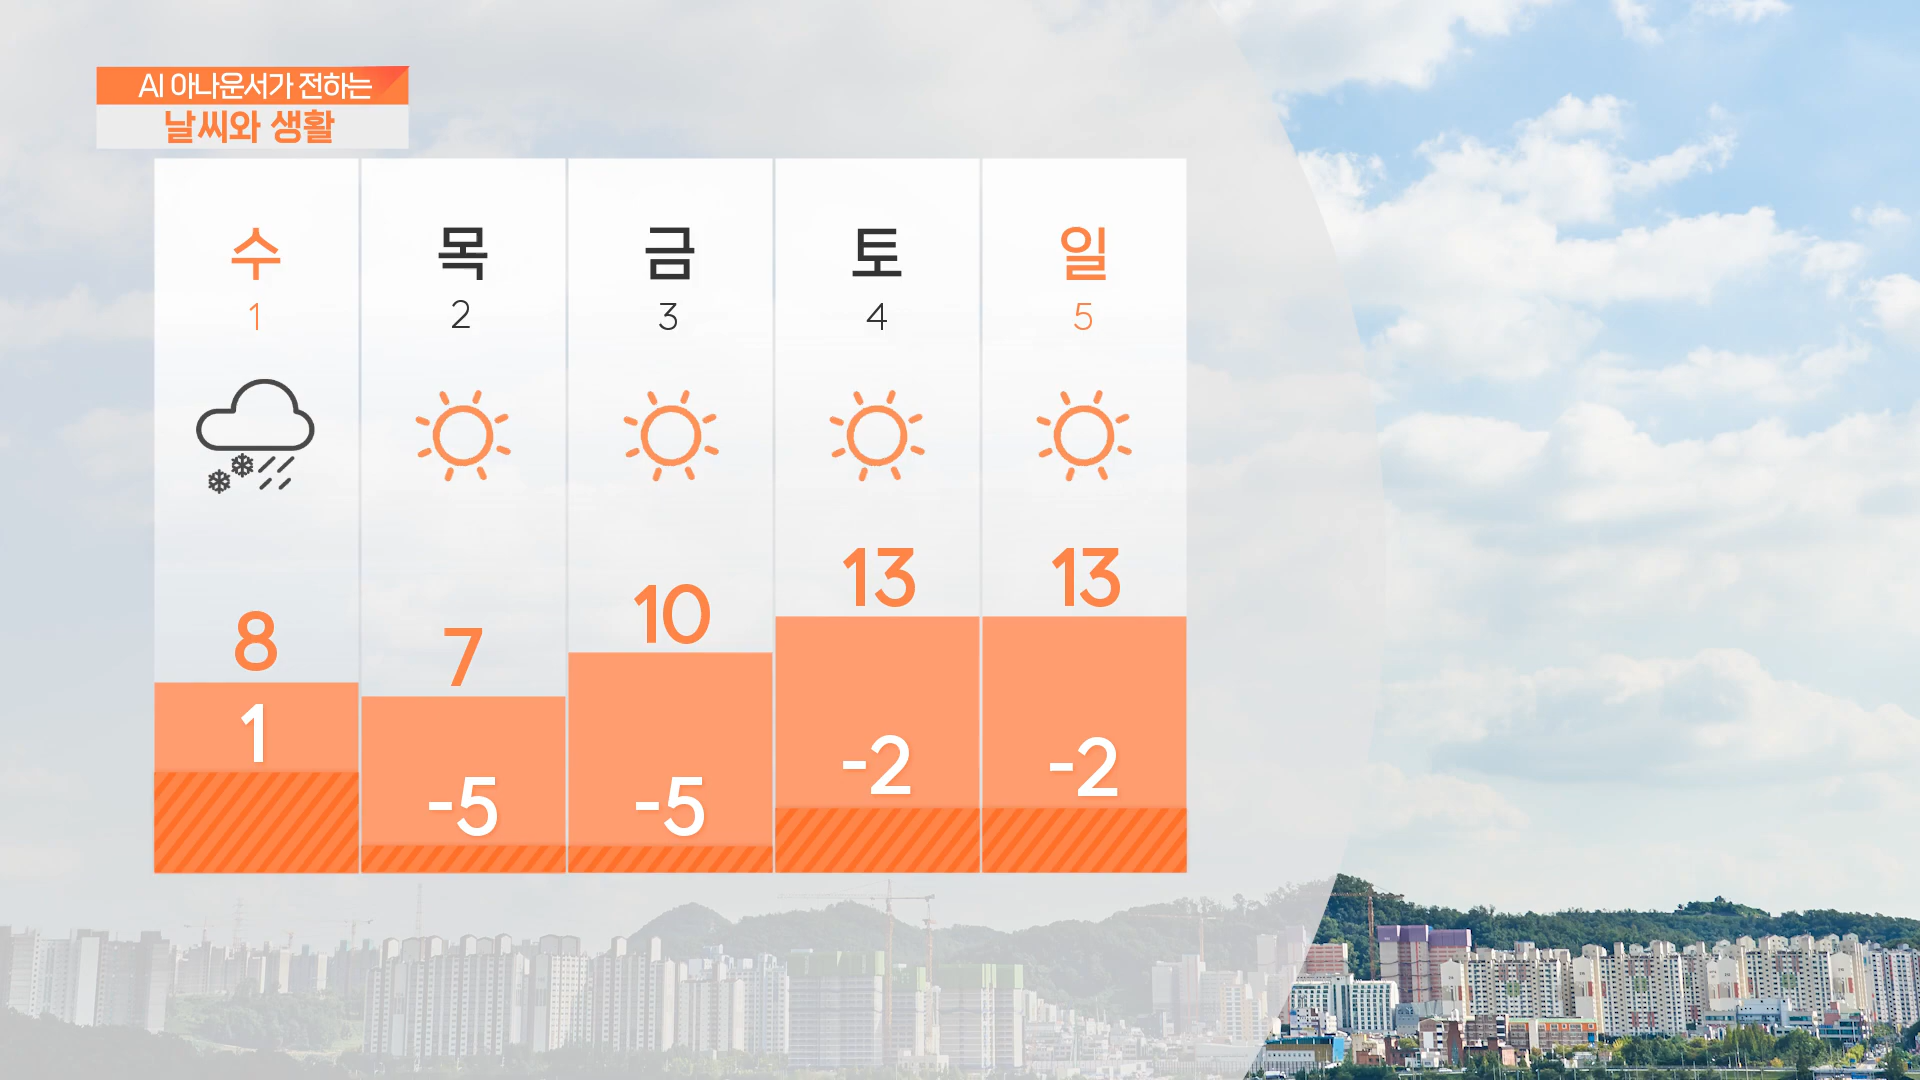 AI 아나운서가 전하는
날씨와 생활
수 목 금 토 일
1 2 3 4 5
8 7 10 13 13
1 -5 -5 -2 -2